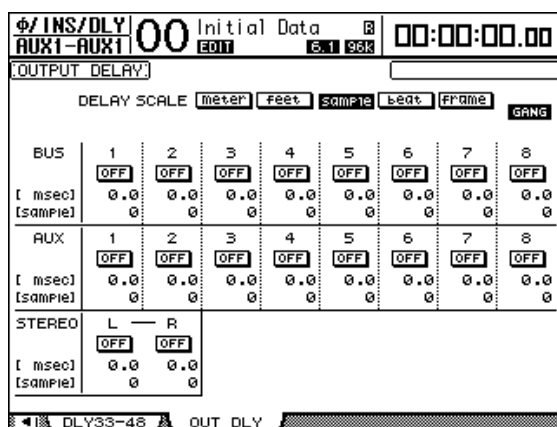 Φ/INS/DLY 00 Initial Data R 00:00:00.00
AUX1-AUX1 EDIT 6.1 96k
OUTPUT DELAY
DELAY SCALE meter feet sample beat frame GANG
BUS 1 2 3 4 5 6 7 8
OFF OFF OFF OFF OFF OFF OFF OFF
[ msec] 0.0 0.0 0.0 0.0 0.0 0.0 0.0 0.0
[sample] 0 0 0 0 0 0 0 0
AUX 1 2 3 4 5 6 7 8
OFF OFF OFF OFF OFF OFF OFF OFF
[ msec] 0.0 0.0 0.0 0.0 0.0 0.0 0.0 0.0
[sample] 0 0 0 0 0 0 0 0
STEREO L — R
OFF OFF
[ msec] 0.0 0.0
[sample] 0 0
DLY33-48 OUT DLY